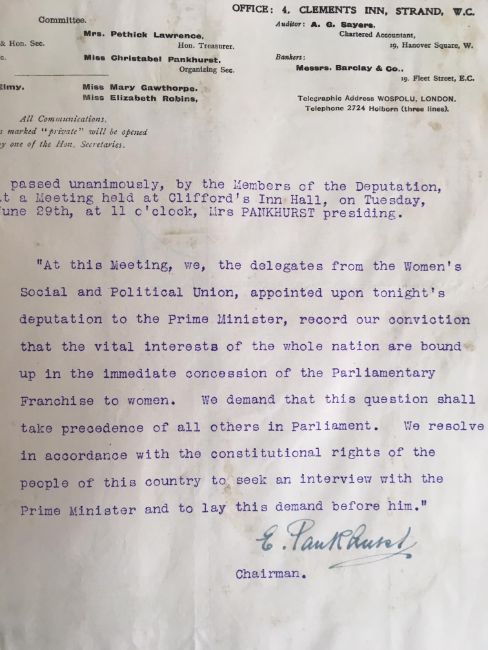 OFFICE: 4, CLEMENTS INN, STRAND, W.C.
Committee.
Mrs. Pethick Lawrence,
& Hon. Sec.
Hon. Treasurer.
Miss Christabel Pankhurst,
Organizing Sec.
Elmy.
Miss Mary Gawthorpe.
Miss Elizabeth Robins,
Auditor: A. G. Sayers,
Chartered Accountant,
19, Hanover Square, W.
Bankers:
Messrs. Barclay & Co.,
19, Fleet Street, E.C.
Telegraphic Address WOSPOLU, LONDON.
Telephone 2724 Holborn (three lines).
All Communications,
s marked "private" will be opened
y one of the Hon. Secretaries.
passed unanimously, by the Members of the Deputation,
at a Meeting held at Clifford's Inn Hall, on Tuesday,
June 29th, at 11 o'clock, Mrs PANKHURST presiding.
"At this Meeting, we, the delegates from the Women's
Social and Political Union, appointed upon tonight's
deputation to the Prime Minister, record our conviction
that the vital interests of the whole nation are bound
up in the immediate concession of the Parliamentary
Franchise to women. We demand that this question shall
take precedence of all others in Parliament. We resolve
in accordance with the constitutional rights of the
people of this country to seek an interview with the
Prime Minister and to lay this demand before him."
E. Pankhurst
Chairman.